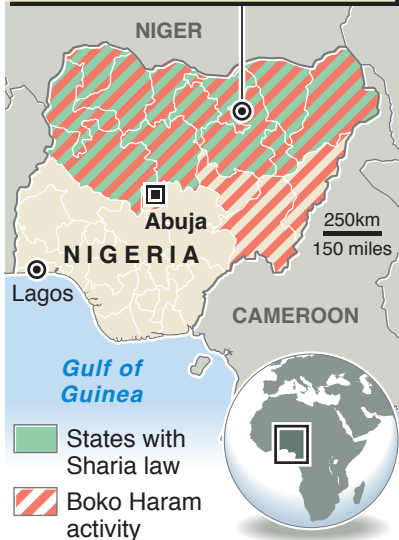 NIGER
Abuja
250km
150 miles
NIGERIA
Lagos
CAMEROON
Gulf of
Guinea
States with
Sharia law
Boko Haram
activity